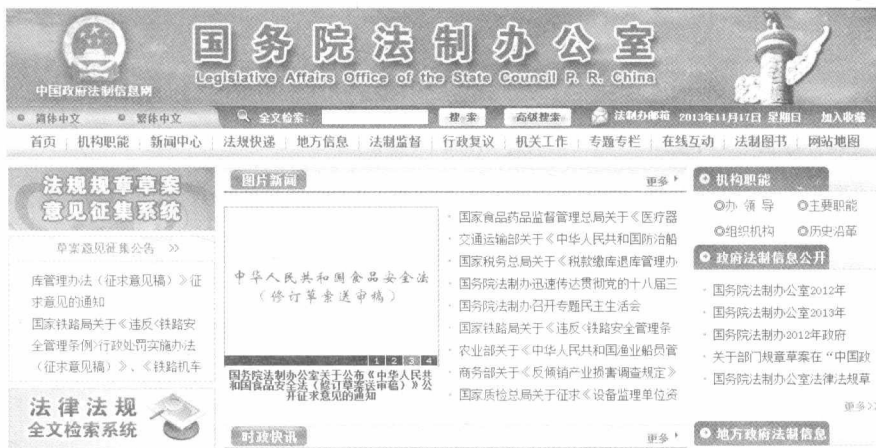 国务院法制办公室
Legislative Affairs Office of the State Council P. R. China
中国政府法制信息网
简体中文 繁体中文 全文检索: 搜索 高级搜索 法制办邮箱 2013年11月17日 星期日 加入收藏
首页 机构职能 新闻中心 法规快递 地方信息 法制监督 行政复议 机关工作 专题专栏 在线互动 法制图书 网站地图
法规规章草案
意见征集系统
草案意见征集公告 >>
库管理办法（征求意见稿）》征
求意见的通知
国家铁路局关于《违反<铁路安
全管理条例>行政处罚实施办法
（征求意见稿）》、《铁路机车
法律法规
全文检索系统
图片新闻 更多
中华人民共和国食品安全法
（修订草案送审稿）
1 2 3 4
国务院法制办公室关于公布《中华人民共
和国食品安全法（修订草案送审稿）》公
开征求意见的通知
国家食品药品监督管理总局关于《医疗器
交通运输部关于《中华人民共和国防治船
国家税务总局关于《税款缴库退库管理办
国务院法制办迅速传达贯彻党的十八届三
国务院法制办召开专题民主生活会
国家铁路局关于《违反<铁路安全管理条
农业部关于《中华人民共和国渔业船员管
商务部关于《反倾销产业损害调查规定》
国家质检总局关于征求《设备监理单位资
时政快讯 更多
机构职能
办 领 导 主要职能
组织机构 历史沿革
政府法制信息公开
国务院法制办公室2012年
国务院法制办公室2013年
国务院法制办2012年政府
关于部门规章草案在“中国政
国务院法制办公室法律法规草
更多>>
地方政府法制信息